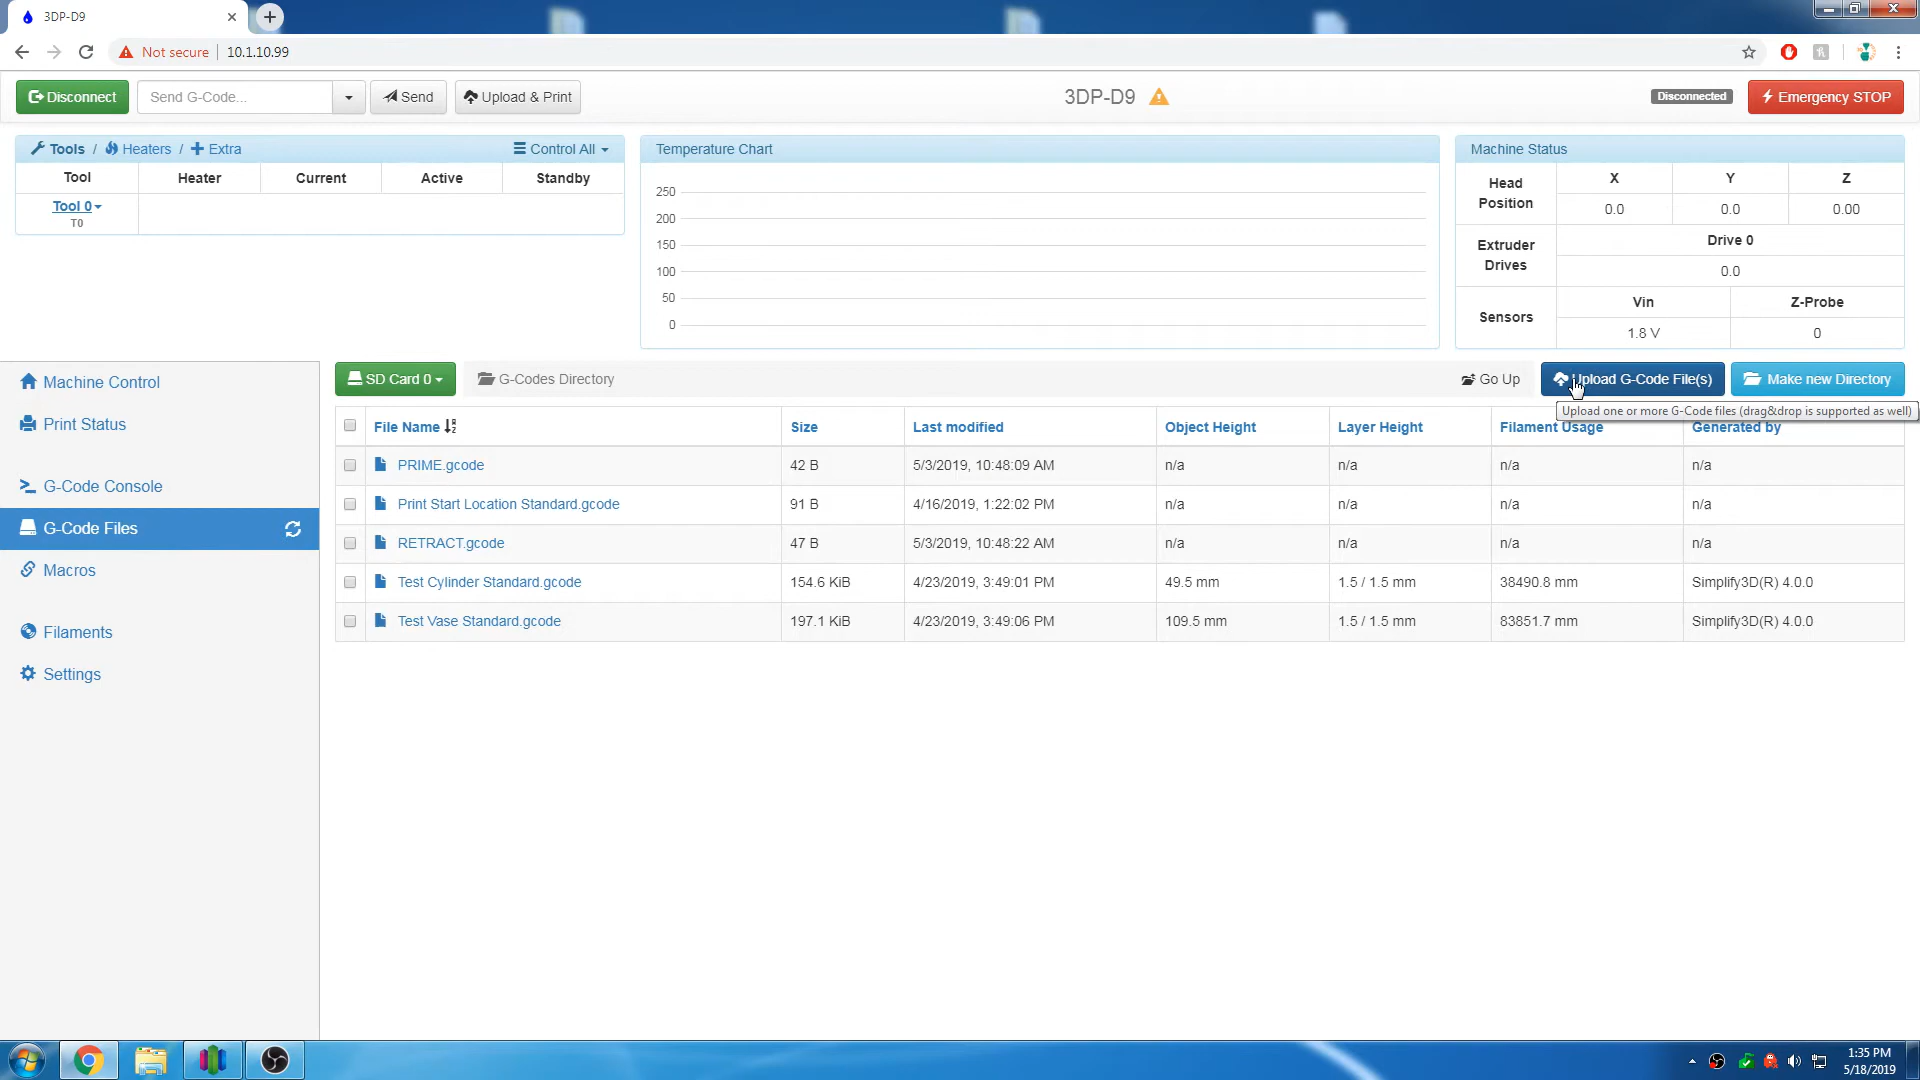 3DP-D9
Not secure | 10.1.10.99
Disconnect Send G-Code... Send Upload & Print 3DP-D9 Disconnected Emergency STOP
Tools / Heaters / Extra Control All
Tool Heater Current Active Standby
Tool 0
T0
Temperature Chart
250
200
150
100
50
0
Machine Status
Head Position X Y Z
0.0 0.0 0.00
Extruder Drives Drive 0
0.0
Sensors Vin Z-Probe
1.8 V 0
Machine Control
Print Status
G-Code Console
G-Code Files
Macros
Filaments
Settings
SD Card 0 G-Codes Directory Go Up Upload G-Code File(s) Make new Directory
Upload one or more G-Code files (drag&drop is supported as well)
File Name Size Last modified Object Height Layer Height Filament Usage Generated by
PRIME.gcode 42 B 5/3/2019, 10:48:09 AM n/a n/a n/a n/a
Print Start Location Standard.gcode 91 B 4/16/2019, 1:22:02 PM n/a n/a n/a n/a
RETRACT.gcode 47 B 5/3/2019, 10:48:22 AM n/a n/a n/a n/a
Test Cylinder Standard.gcode 154.6 KiB 4/23/2019, 3:49:01 PM 49.5 mm 1.5 / 1.5 mm 38490.8 mm Simplify3D(R) 4.0.0
Test Vase Standard.gcode 197.1 KiB 4/23/2019, 3:49:06 PM 109.5 mm 1.5 / 1.5 mm 83851.7 mm Simplify3D(R) 4.0.0
1:35 PM
5/18/2019